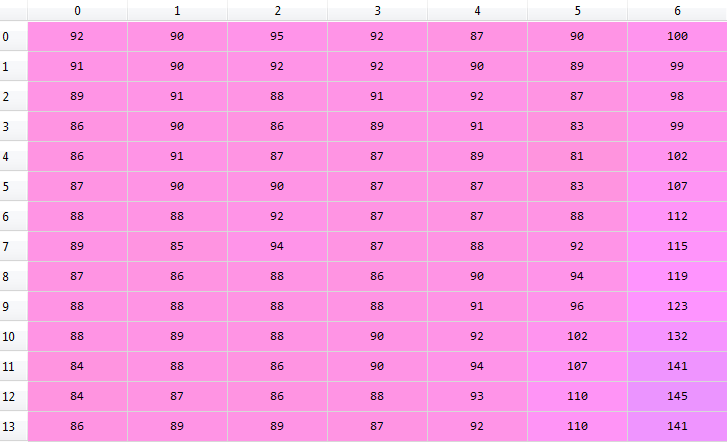 0 1 2 3 4 5 6
0 92 90 95 92 87 90 100
1 91 90 92 92 90 89 99
2 89 91 88 91 92 87 98
3 86 90 86 89 91 83 99
4 86 91 87 87 89 81 102
5 87 90 90 87 87 83 107
6 88 88 92 87 87 88 112
7 89 85 94 87 88 92 115
8 87 86 88 86 90 94 119
9 88 88 88 88 91 96 123
10 88 89 88 90 92 102 132
11 84 88 86 90 94 107 141
12 84 87 86 88 93 110 145
13 86 89 89 87 92 110 141